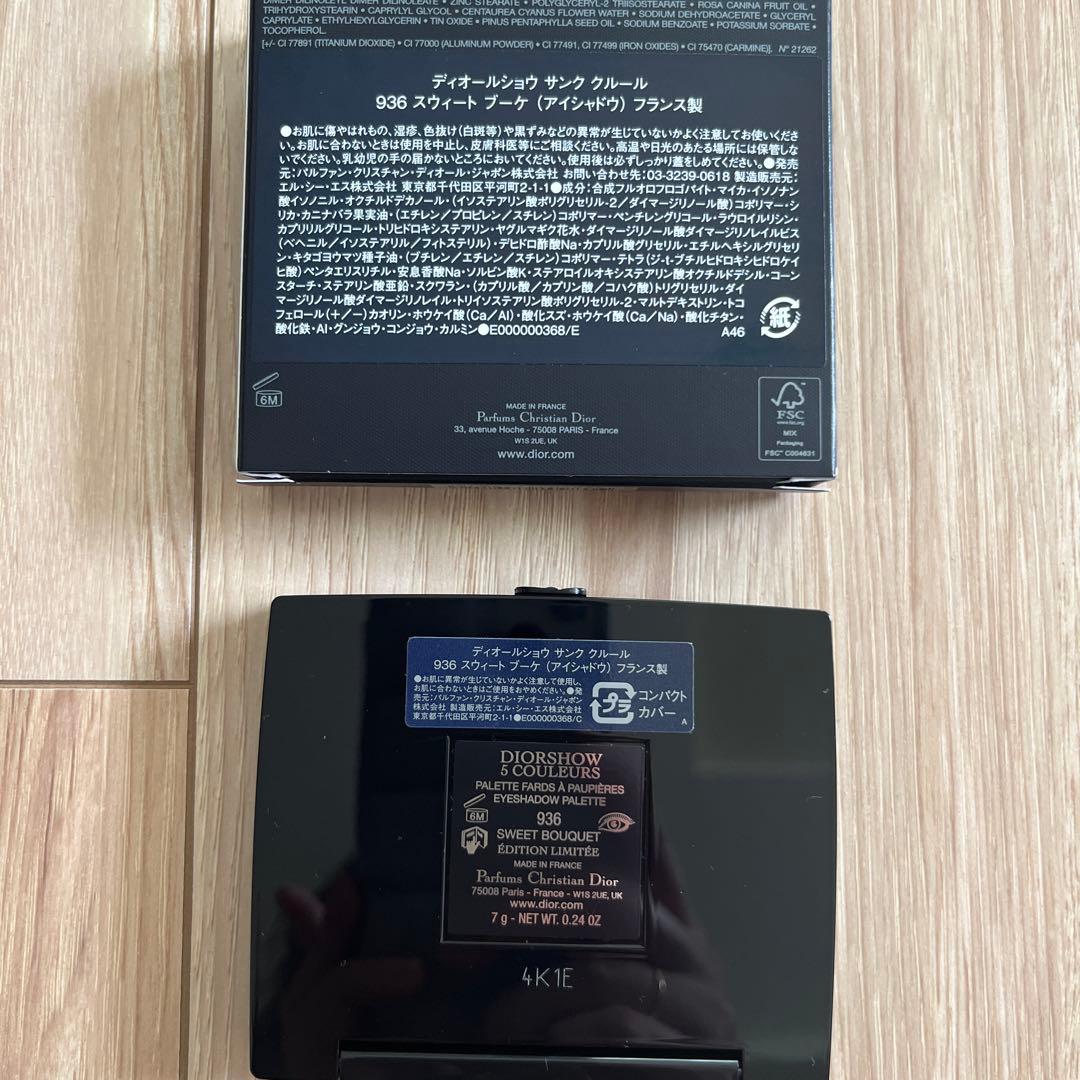 DIMER DILINOLEYL DIMER DILINOLEATE • ZINC STEARATE • POLYGLYCERYL-2 TRIISOSTEARATE • ROSA CANINA FRUIT OIL •
TRIHYDROXYSTEARIN • CAPRYLYL GLYCOL • CENTAUREA CYANUS FLOWER WATER • SODIUM DEHYDROACETATE • GLYCERYL
CAPRYLATE • ETHYLHEXYLGLYCERIN • TIN OXIDE • PINUS PENTAPHYLLA SEED OIL • SODIUM BENZOATE • POTASSIUM SORBATE •
TOCOPHEROL.
[+/- CI 77891 (TITANIUM DIOXIDE) • CI 77000 (ALUMINUM POWDER) • CI 77491, CI 77499 (IRON OXIDES) • CI 75470 (CARMINE)]. N° 21262
ディオールショウ サンク クルール
936 スウィート ブーケ (アイシャドウ) フランス製
●お肌に傷やはれもの、湿疹、色抜け(白斑等)や黒ずみなどの異常が生じていないかよく注意してお使いくださ
い。お肌に合わないときは使用を中止し、皮膚科医等にご相談ください。高温や日光のあたる場所には保管しな
いでください。乳幼児の手の届かないところにおいてください。使用後は必ずしっかり蓋をしめてください。●発売
元:パルファン・クリスチャン・ディオール・ジャポン株式会社 お問い合わせ先:03-3239-0618 製造販売元:
エル・シー・エス株式会社 東京都千代田区平河町2-1-1●成分:合成フルオロフロゴパイト・マイカ・イソノナン
酸イソノニル・オクチルドデカノール・(イソステアリン酸ポリグリセリル-2/ダイマージリノール酸)コポリマー・シ
リカ・カニナバラ果実油・(エチレン/プロピレン/スチレン)コポリマー・ペンチレングリコール・ラウロイルリシン・
カプリリルグリコール・トリヒドロキシステアリン・ヤグルマギク花水・ダイマージリノール酸ダイマージリノレイルビス
(ベヘニル/イソステアリル/フィトステリル)・デヒドロ酢酸Na・カプリル酸グリセリル・エチルヘキシルグリセリ
ン・キタゴヨウマツ種子油・(ブチレン/エチレン/スチレン)コポリマー・テトラ(ジ-t-ブチルヒドロキシヒドロケイ
ヒ酸)ペンタエリスリチル・安息香酸Na・ソルビン酸K・ステアロイルオキシステアリン酸オクチルドデシル・コーン
スターチ・ステアリン酸亜鉛・スクワラン・(カプリル酸/カプリン酸/コハク酸)トリグリセリル・ダイ
マージリノール酸ダイマージリノレイル・トリイソステアリン酸ポリグリセリル-2・マルトデキストリン・トコ
フェロール(+/-)カオリン・ホウケイ酸(Ca/Al)・酸化スズ・ホウケイ酸(Ca/Na)・酸化チタン・
酸化鉄・Al・グンジョウ・コンジョウ・カルミン●E000000368/E
A46
紙
6M
MADE IN FRANCE
Parfums Christian Dior
33, avenue Hoche - 75008 PARIS - France
W1S 2UE, UK
www.dior.com
FSC
www.fsc.org
MIX
Packaging
FSC™ C004631
ディオールショウ サンク クルール
936 スウィート ブーケ (アイシャドウ) フランス製
●お肌に異常が生じていないかよく注意して使用し、
お肌に合わないときはご使用をおやめください。●発
売元:パルファン・クリスチャン・ディオール・ジャポン
株式会社 製造販売元:エル・シー・エス株式会社
東京都千代田区平河町2-1-1●E000000368/C
プラ
コンパクト
カバー
A
DIORSHOW
5 COULEURS
PALETTE FARDS À PAUPIÈRES
EYESHADOW PALETTE
6M
936
SWEET BOUQUET
ÉDITION LIMITÉE
MADE IN FRANCE
Parfums Christian Dior
75008 Paris - France - W1S 2UE, UK
www.dior.com
7 g - NET WT. 0.24 OZ
4K1E